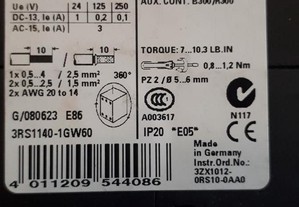 AUX. CONT. B300/R300
Ue (V) 24 125 250
DC-13, Ie (A) 1 0,2 0,1
AC-15, Ie (A) 3
10 10
TORQUE: 7...10.3 LB.IN
0,8...1,2 Nm
1x 0,5...4 / 2,5 mm²
2x 0,5...2,5 / 1,5 mm²
2x AWG 20 to 14
360°
PZ 2 / Ø 5...6 mm
CCC
A003617
N117
G/080623 E86
3RS1140-1GW60
IP20 "E05"
Made
in Germany
Instr.Ord.No.:
3ZX1012-
0RS10-0AA0
4 011209 544086